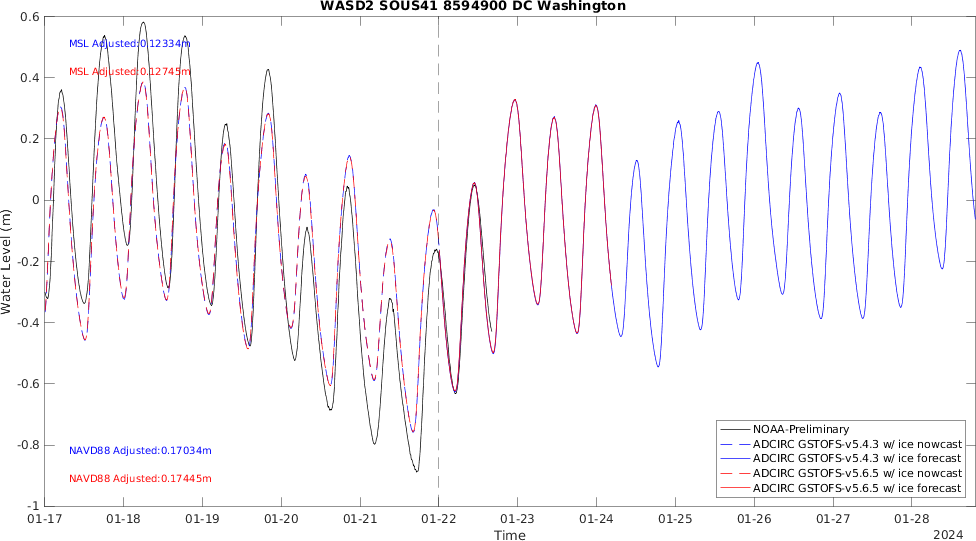 WASD2 SOUS41 8594900 DC Washington
0.6
MSL Adjusted:0.12334m
MSL Adjusted:0.12745m
0.4
0.2
0
-0.2
-0.4
-0.6
-0.8
-1
Water Level (m)
NAVD88 Adjusted:0.17034m
NAVD88 Adjusted:0.17445m
NOAA-Preliminary
ADCIRC GSTOFS-v5.4.3 w/ ice nowcast
ADCIRC GSTOFS-v5.4.3 w/ ice forecast
ADCIRC GSTOFS-v5.6.5 w/ ice nowcast
ADCIRC GSTOFS-v5.6.5 w/ ice forecast
01-17 01-18 01-19 01-20 01-21 01-22 01-23 01-24 01-25 01-26 01-27 01-28
Time
2024